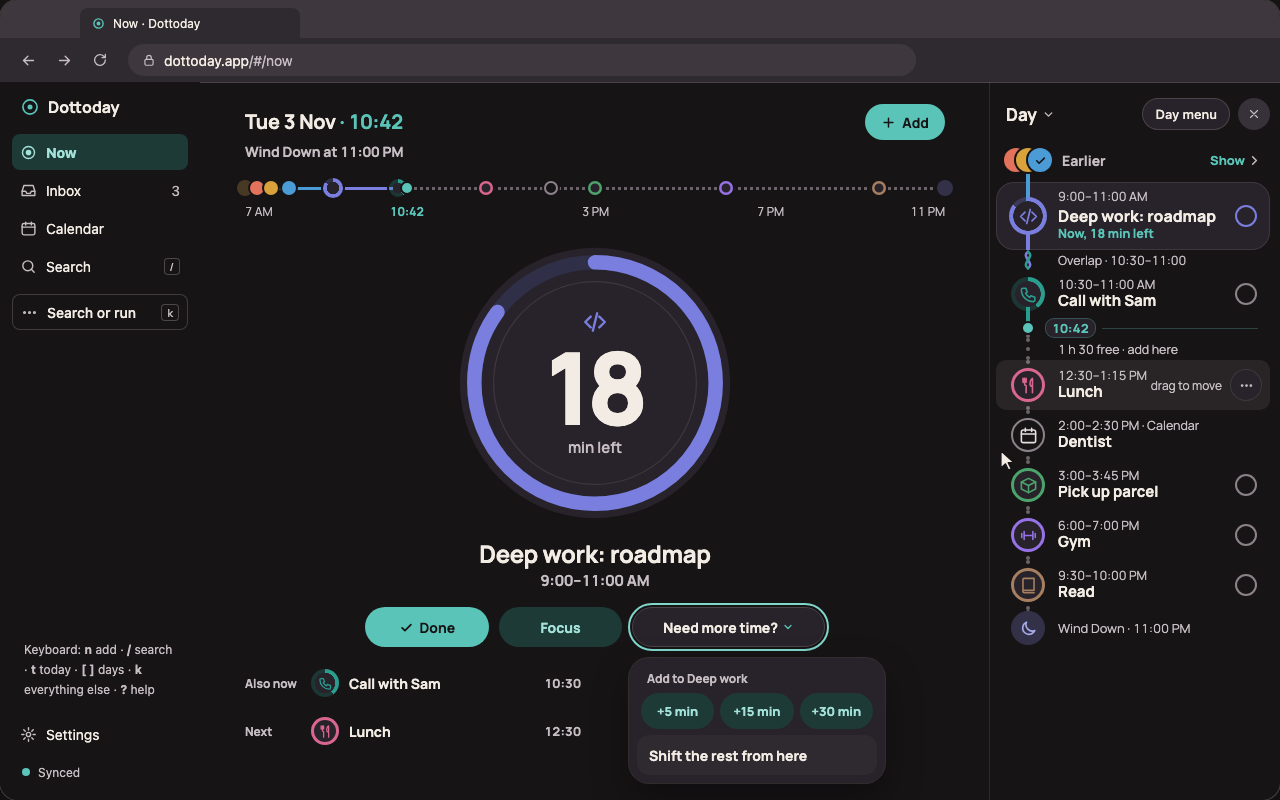 Now · Dottoday
dottoday.app/#/now
Dottoday
Now
Inbox 3
Calendar
Search /
Search or run k
Keyboard: n add · / search
· t today · [ ] days · k
everything else · ? help
Settings
Synced
Tue 3 Nov · 10:42
Wind Down at 11:00 PM
+ Add
7 AM 10:42 3 PM 7 PM 11 PM
18
min left
Deep work: roadmap
9:00–11:00 AM
Done
Focus
Need more time?
Also now Call with Sam 10:30
Next Lunch 12:30
Add to Deep work
+5 min +15 min +30 min
Shift the rest from here
Day
Day menu
Earlier Show
9:00–11:00 AM
Deep work: roadmap
Now, 18 min left
Overlap · 10:30–11:00
10:30–11:00 AM
Call with Sam
10:42
1 h 30 free · add here
12:30–1:15 PM
Lunch
drag to move
2:00–2:30 PM · Calendar
Dentist
3:00–3:45 PM
Pick up parcel
6:00–7:00 PM
Gym
9:30–10:00 PM
Read
Wind Down · 11:00 PM